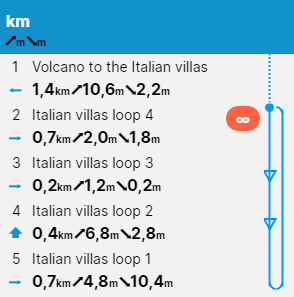 km
↗m↘m
1 Volcano to the Italian villas
← 1,4km↗10,6m↘2,2m
2 Italian villas loop 4
→ 0,7km↗2,0m↘1,8m
3 Italian villas loop 3
→ 0,2km↗1,2m↘0,2m
4 Italian villas loop 2
↑ 0,4km↗6,8m↘2,8m
5 Italian villas loop 1
→ 0,7km↗4,8m↘10,4m
∞